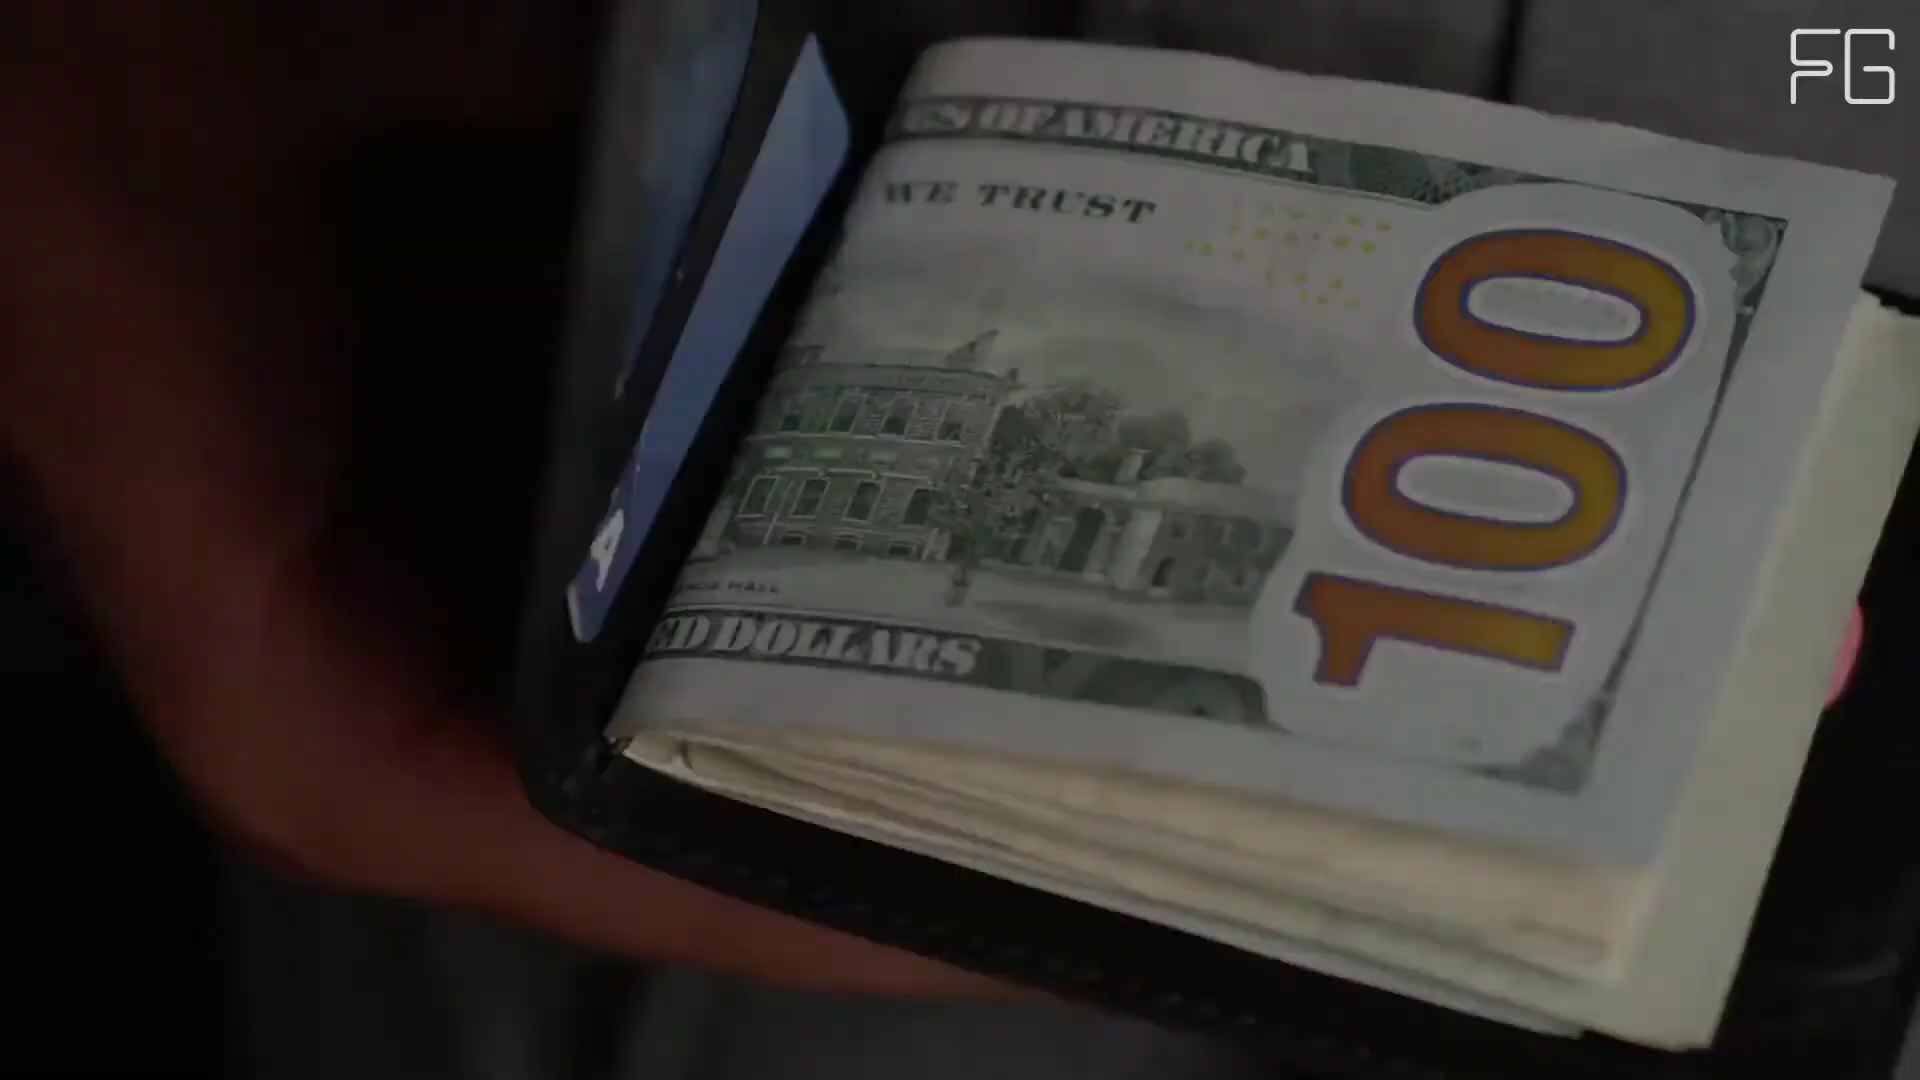 FG
ES OF AMERICA
WE TRUST
100
A
ED DOLLARS